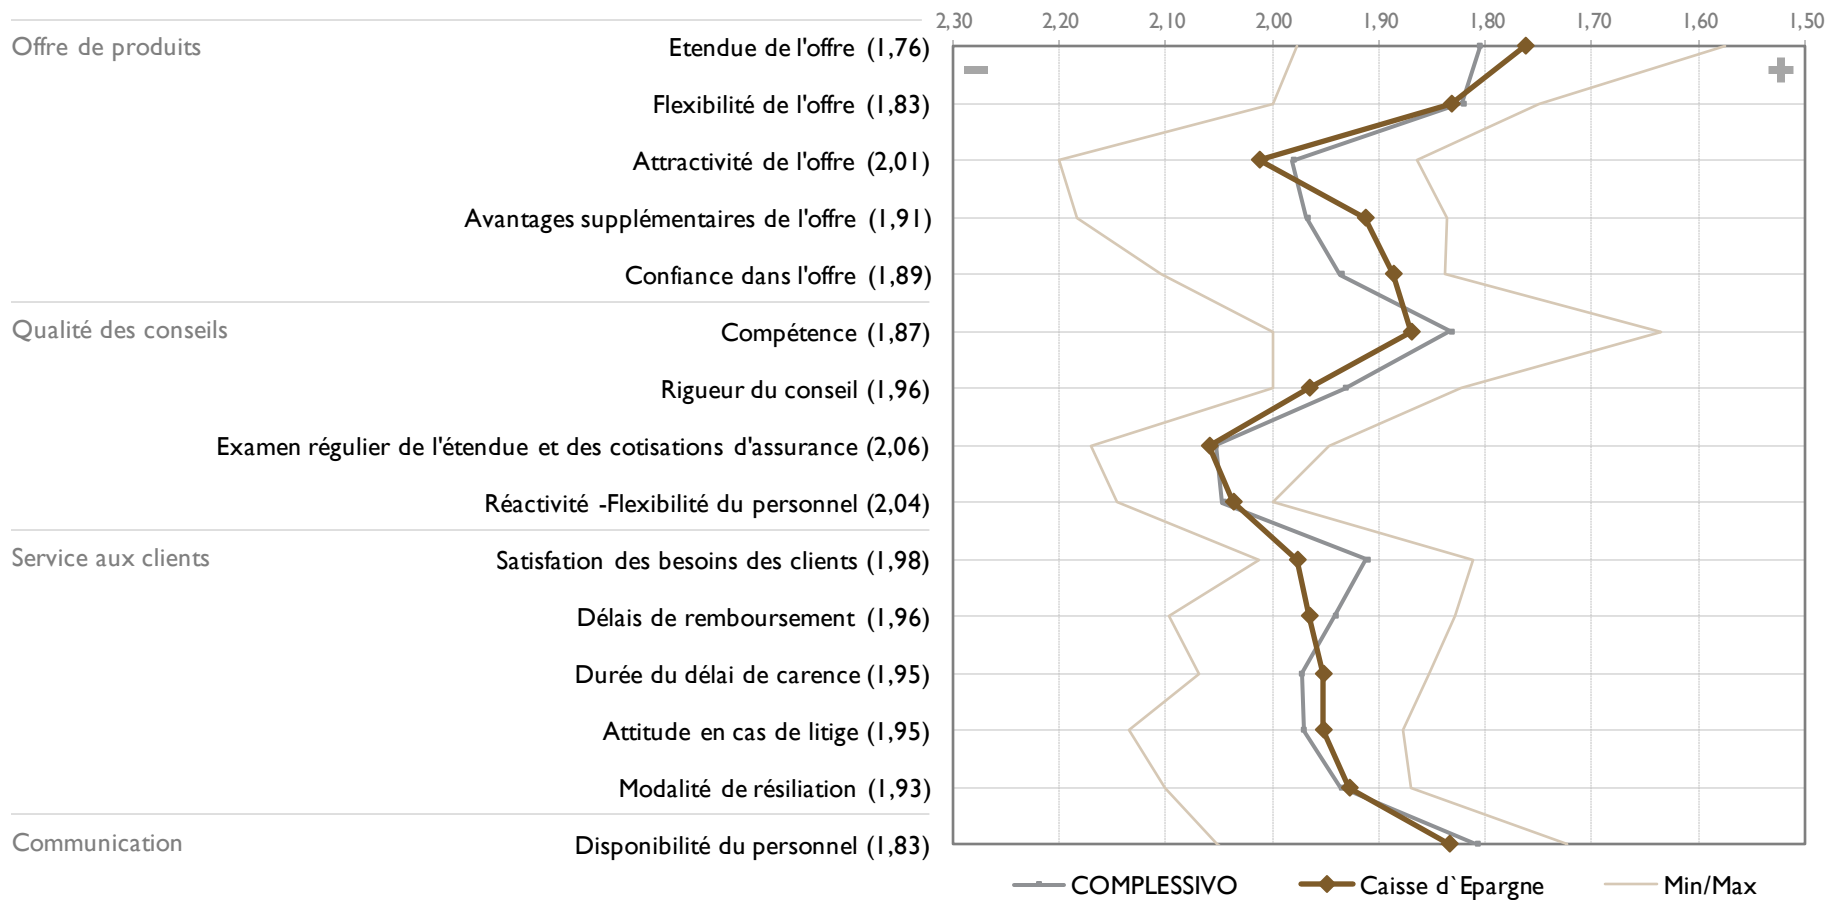 2,30 2,20 2,10 2,00 1,90 1,80 1,70 1,60 1,50
Offre de produits Etendue de l'offre (1,76)
Flexibilité de l'offre (1,83)
Attractivité de l'offre (2,01)
Avantages supplémentaires de l'offre (1,91)
Confiance dans l'offre (1,89)
Qualité des conseils Compétence (1,87)
Rigueur du conseil (1,96)
Examen régulier de l'étendue et des cotisations d'assurance (2,06)
Réactivité -Flexibilité du personnel (2,04)
Service aux clients Satisfation des besoins des clients (1,98)
Délais de remboursement (1,96)
Durée du délai de carence (1,95)
Attitude en cas de litige (1,95)
Modalité de résiliation (1,93)
Communication Disponibilité du personnel (1,83)
COMPLESSIVO Caisse d`Epargne Min/Max